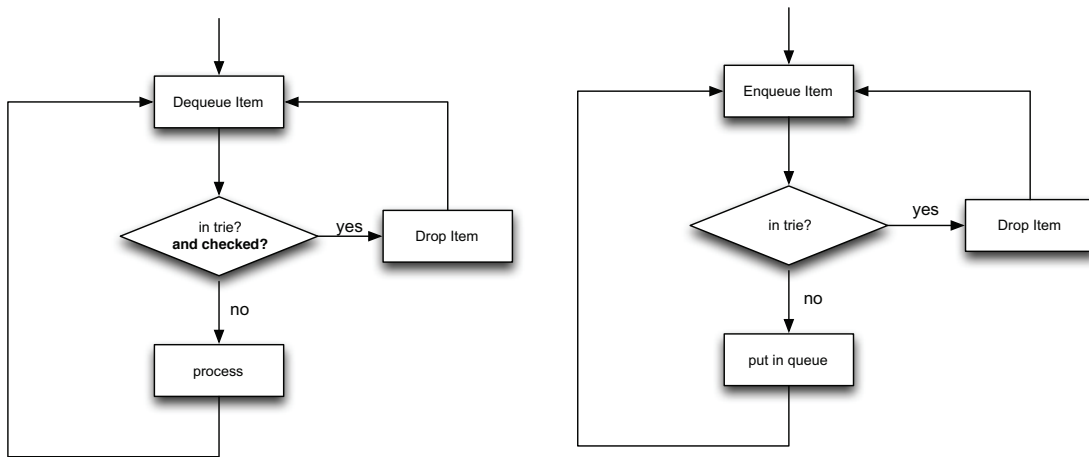 Dequeue Item
in trie?
and checked?
yes
Drop Item
no
process
Enqueue Item
in trie?
yes
Drop Item
no
put in queue